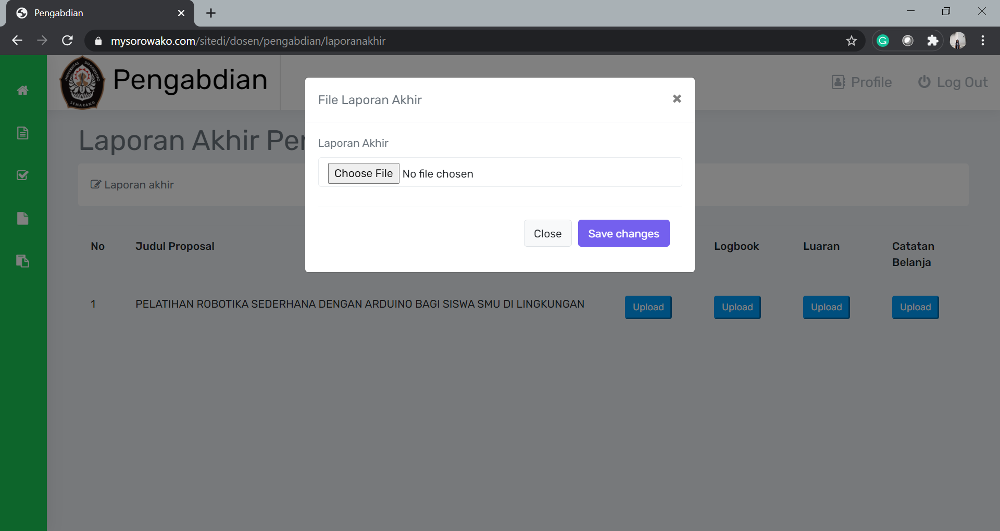 Pengabdian
mysorowako.com/sitedi/dosen/pengabdian/laporanakhir
UNIVERSITAS DIPONEGORO
SEMARANG
Pengabdian
Profile
Log Out
File Laporan Akhir
Laporan Akhir Pe
Laporan Akhir
Choose File No file chosen
Laporan akhir
Close
Save changes
No
Judul Proposal
Logbook
Luaran
Catatan
Belanja
1
PELATIHAN ROBOTIKA SEDERHANA DENGAN ARDUINO BAGI SISWA SMU DI LINGKUNGAN
Upload
Upload
Upload
Upload